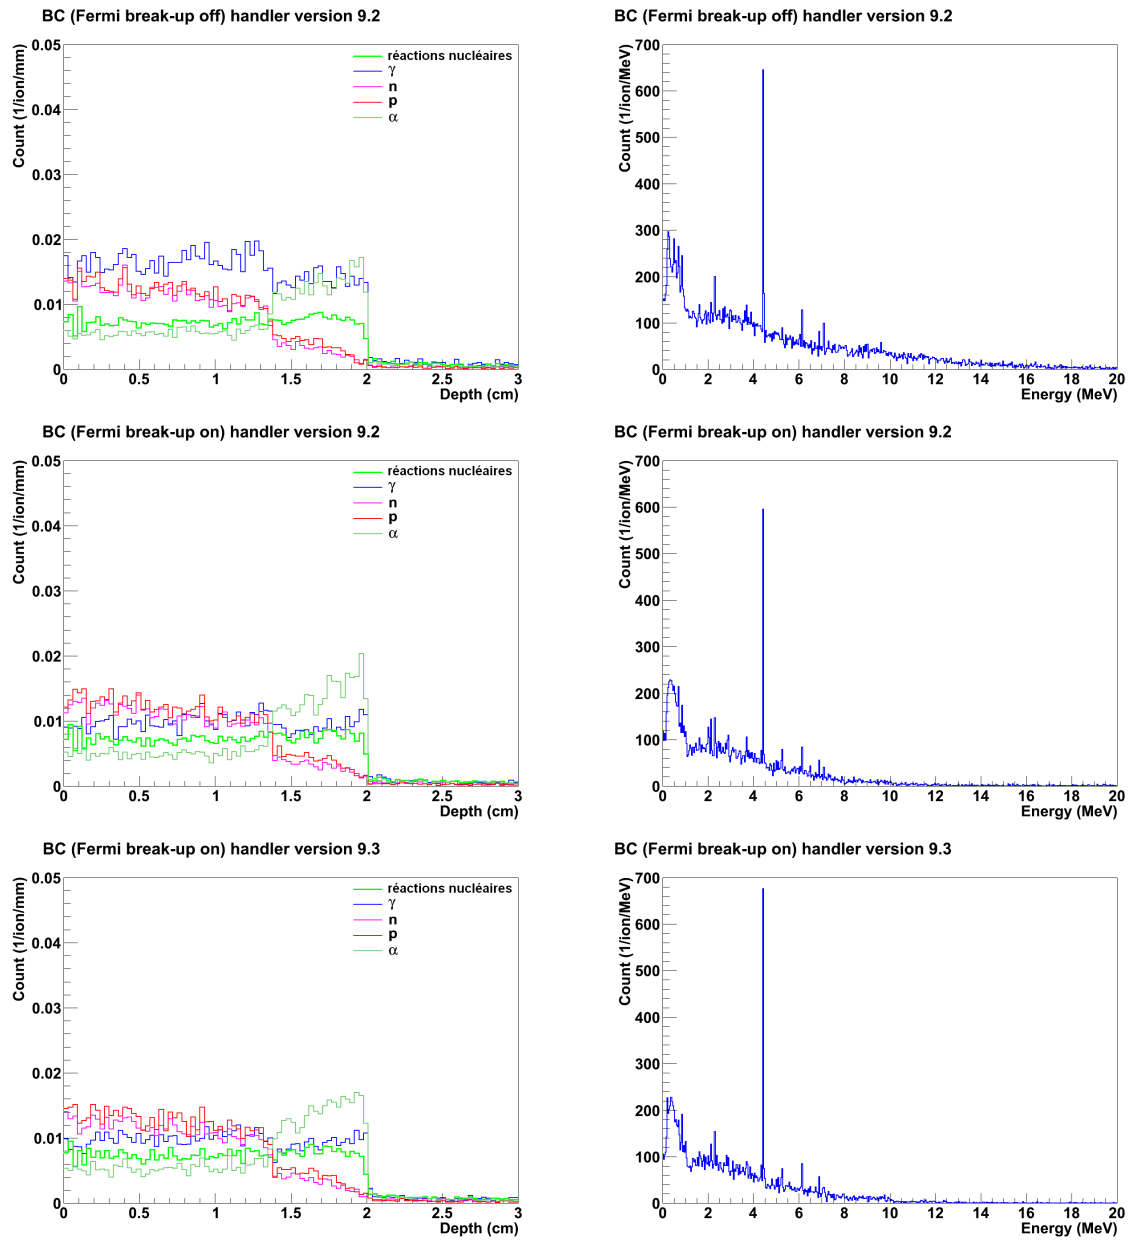 BC (Fermi break-up off) handler version 9.2
Count (1/ion/mm)
0.05
0.04
0.03
0.02
0.01
0
réactions nucléaires
γ
n
p
α
0 0.5 1 1.5 2 2.5 3
Depth (cm)
BC (Fermi break-up off) handler version 9.2
Count (1/ion/MeV)
700
600
500
400
300
200
100
0
0 2 4 6 8 10 12 14 16 18 20
Energy (MeV)
BC (Fermi break-up on) handler version 9.2
Count (1/ion/mm)
0.05
0.04
0.03
0.02
0.01
0
réactions nucléaires
γ
n
p
α
0 0.5 1 1.5 2 2.5 3
Depth (cm)
BC (Fermi break-up on) handler version 9.2
Count (1/ion/MeV)
700
600
500
400
300
200
100
0
0 2 4 6 8 10 12 14 16 18 20
Energy (MeV)
BC (Fermi break-up on) handler version 9.3
Count (1/ion/mm)
0.05
0.04
0.03
0.02
0.01
0
réactions nucléaires
γ
n
p
α
0 0.5 1 1.5 2 2.5 3
Depth (cm)
BC (Fermi break-up on) handler version 9.3
Count (1/ion/MeV)
700
600
500
400
300
200
100
0
0 2 4 6 8 10 12 14 16 18 20
Energy (MeV)